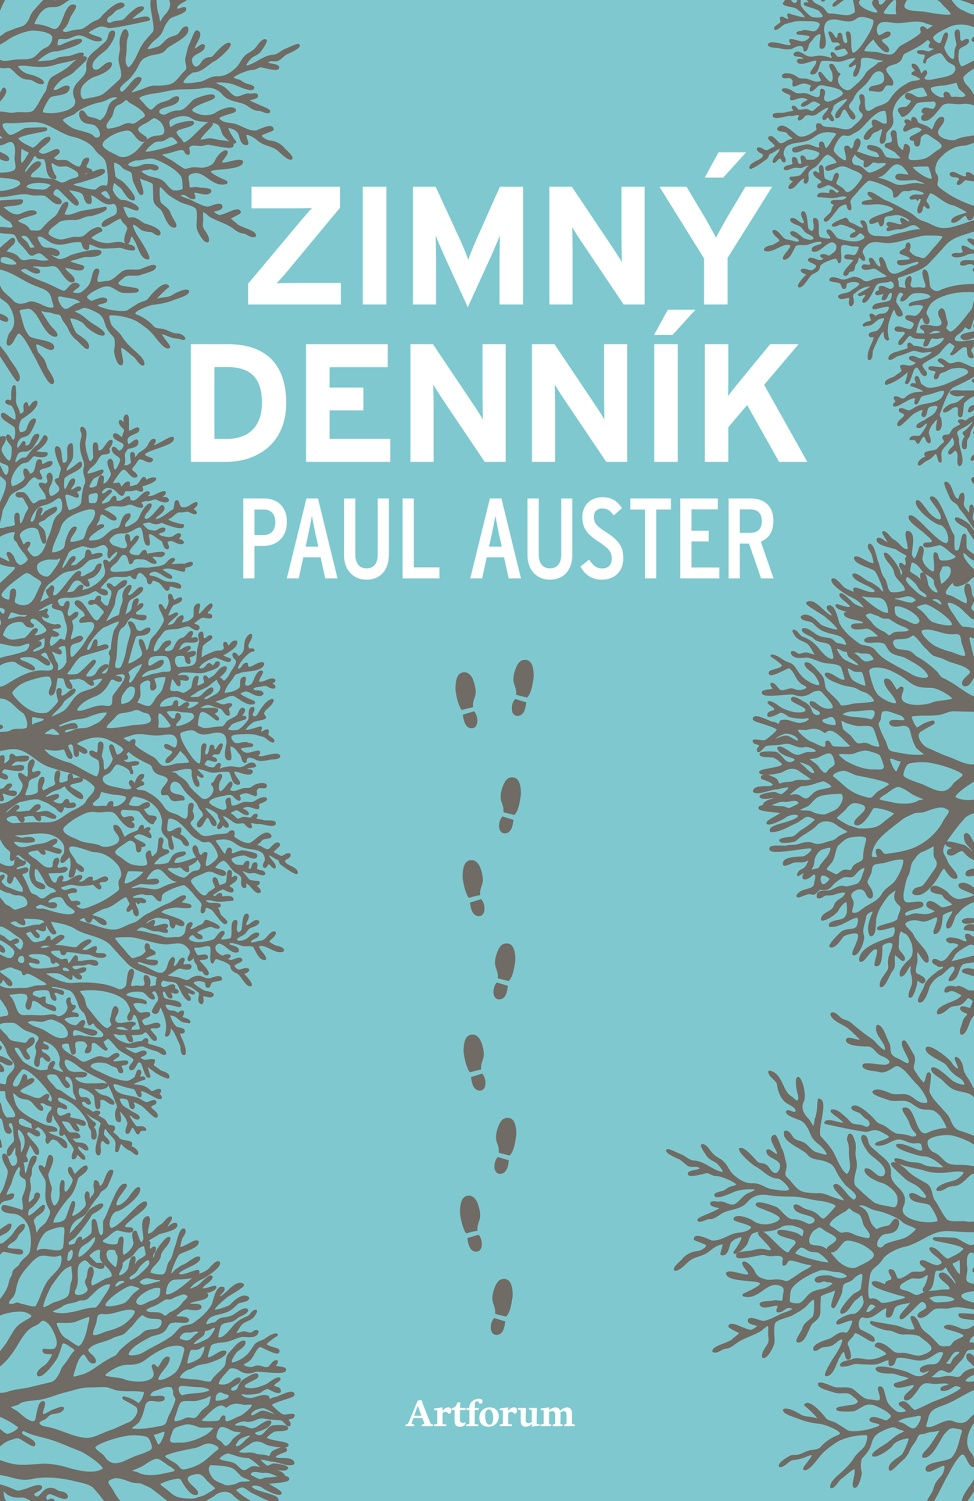 ZIMNÝ
DENNÍK
PAUL AUSTER
Artforum